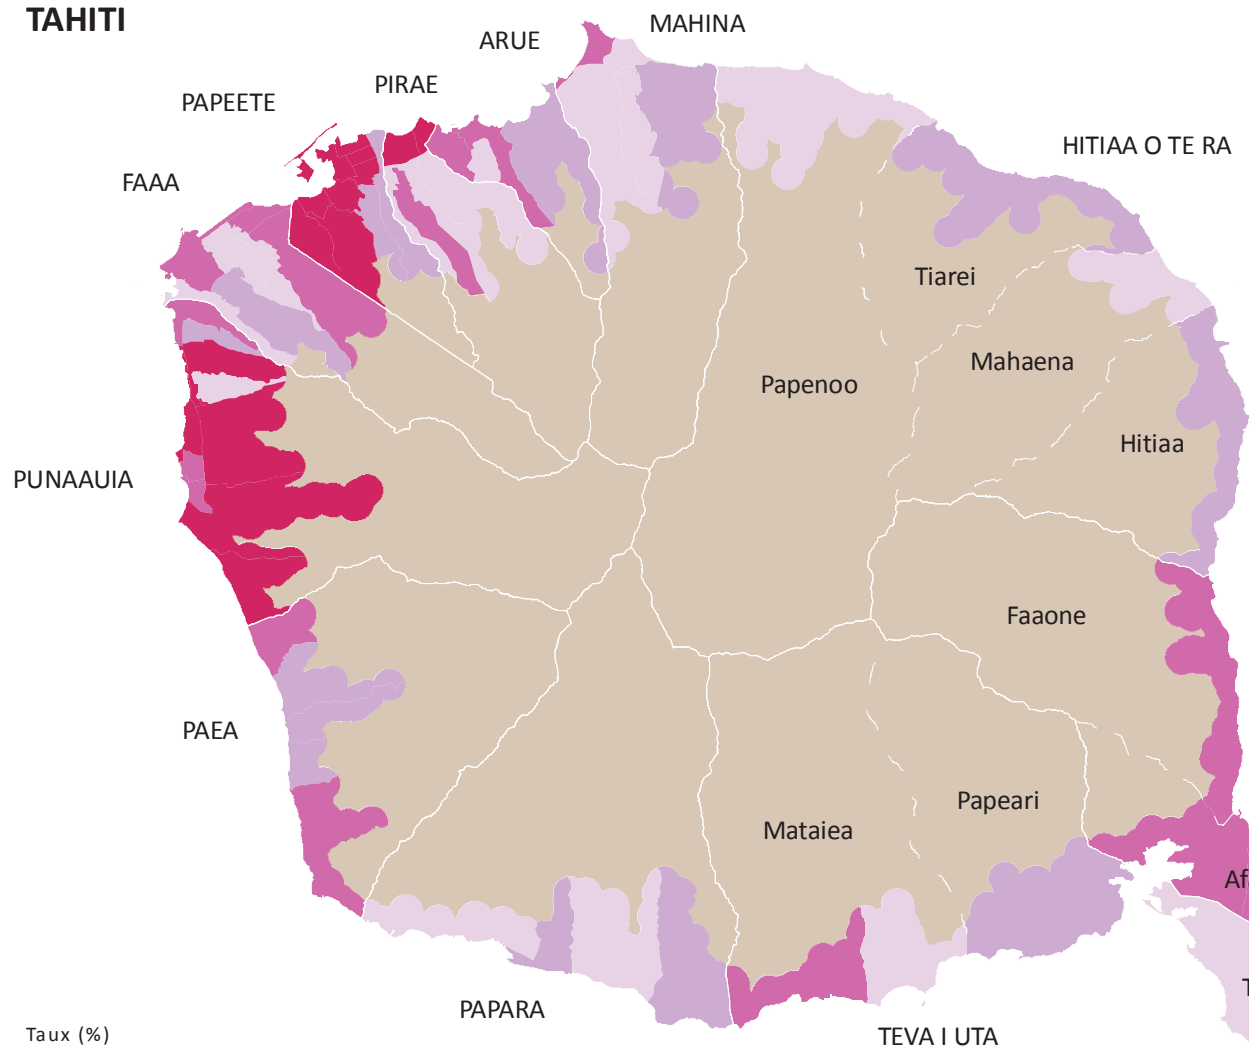 TAHITI
MAHINA
ARUE
PIRAE
PAPEETE
HITIAA O TE RA
FAAA
Tiarei
Mahaena
Papenoo
Hitiaa
PUNAAUIA
Faaone
PAEA
Papeari
Mataiea
Af
T
PAPARA
Taux (%)
TEVA I UTA